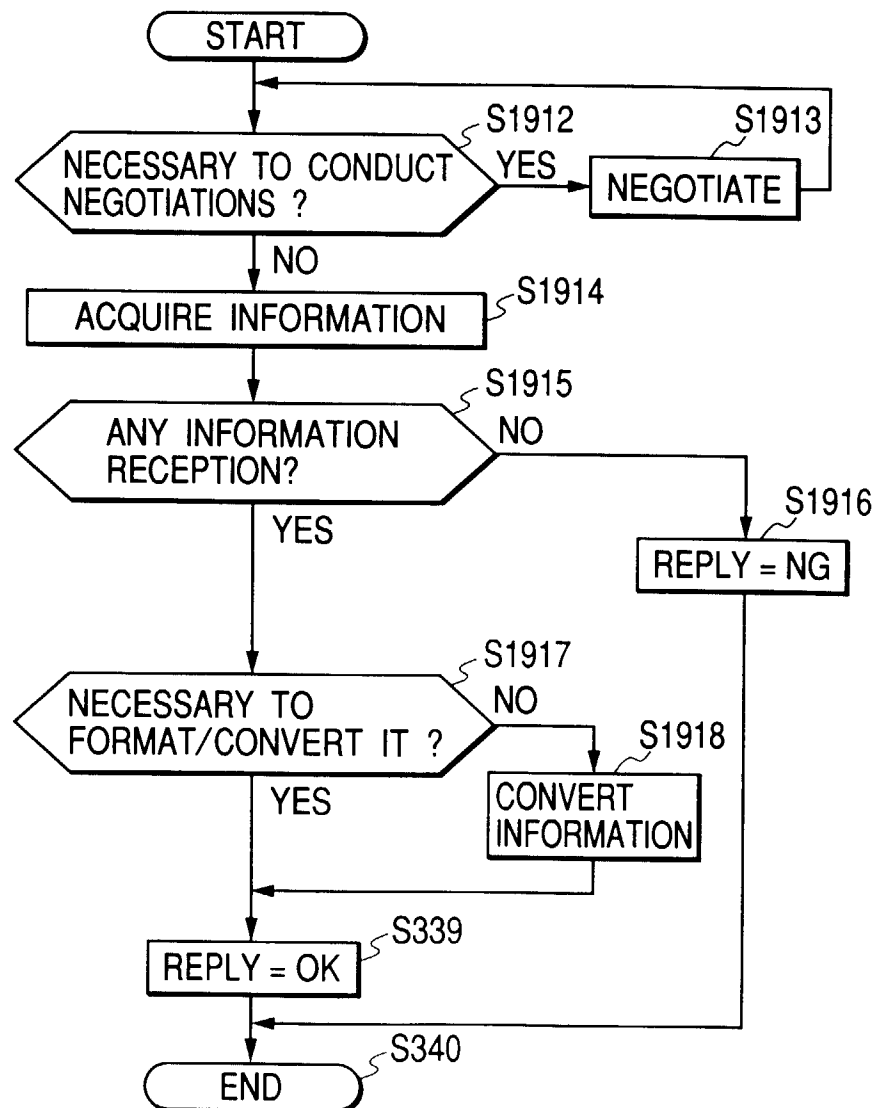 START
S1912
NECESSARY TO CONDUCT
NEGOTIATIONS ?
YES
S1913
NEGOTIATE
NO
S1914
ACQUIRE INFORMATION
S1915
ANY INFORMATION
RECEPTION?
NO
YES
S1916
REPLY = NG
S1917
NECESSARY TO
FORMAT/CONVERT IT ?
NO
YES
S1918
CONVERT
INFORMATION
S339
REPLY = OK
S340
END